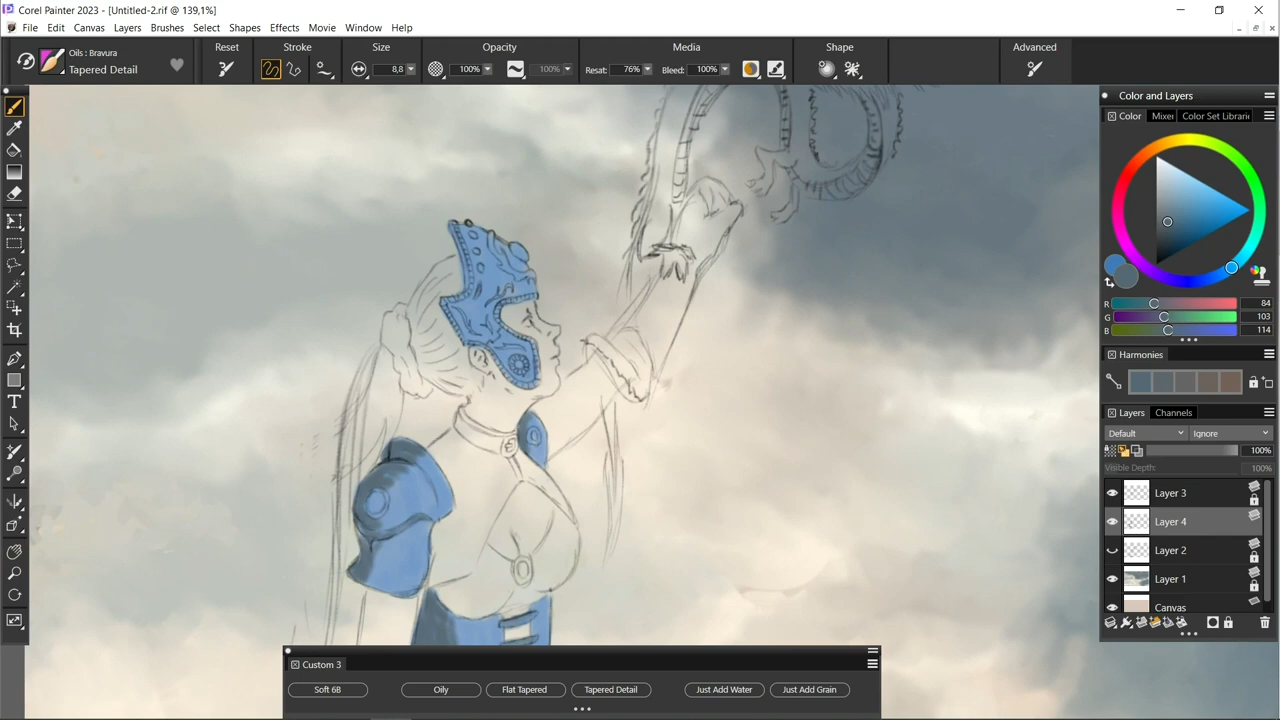 Corel Painter 2023 - [Untitled-2.rif @ 139,1%]
File Edit Canvas Layers Brushes Select Shapes Effects Movie Window Help
Reset Stroke Size Opacity Media Shape Advanced
Oils : Bravura
Tapered Detail
8,8 100% 100% Resat: 76% Bleed: 100%
Color and Layers
Color Mixer Color Set Librari
R 84
G 103
B 114
Harmonies
Layers Channels
Default Ignore
100%
Visible Depth: 100%
Layer 3
Layer 4
Layer 2
Layer 1
Canvas
Custom 3
Soft 6B Oily Flat Tapered Tapered Detail Just Add Water Just Add Grain